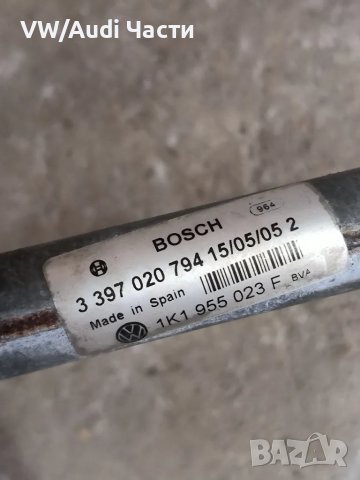 VW/Audi Части
964
BOSCH
3 397 020 794 15/05/05 2
Made in Spain
1K1 955 023 F BVA
BAZAR